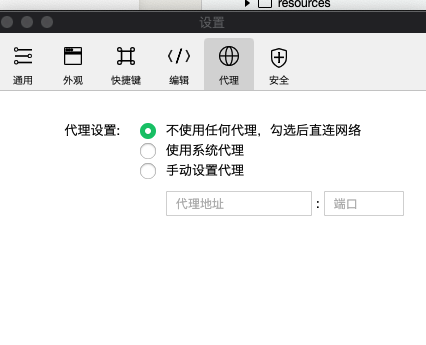 resources
设置
通用 外观 快捷键 编辑 代理 安全
代理设置: 不使用任何代理，勾选后直连网络
使用系统代理
手动设置代理
代理地址 : 端口